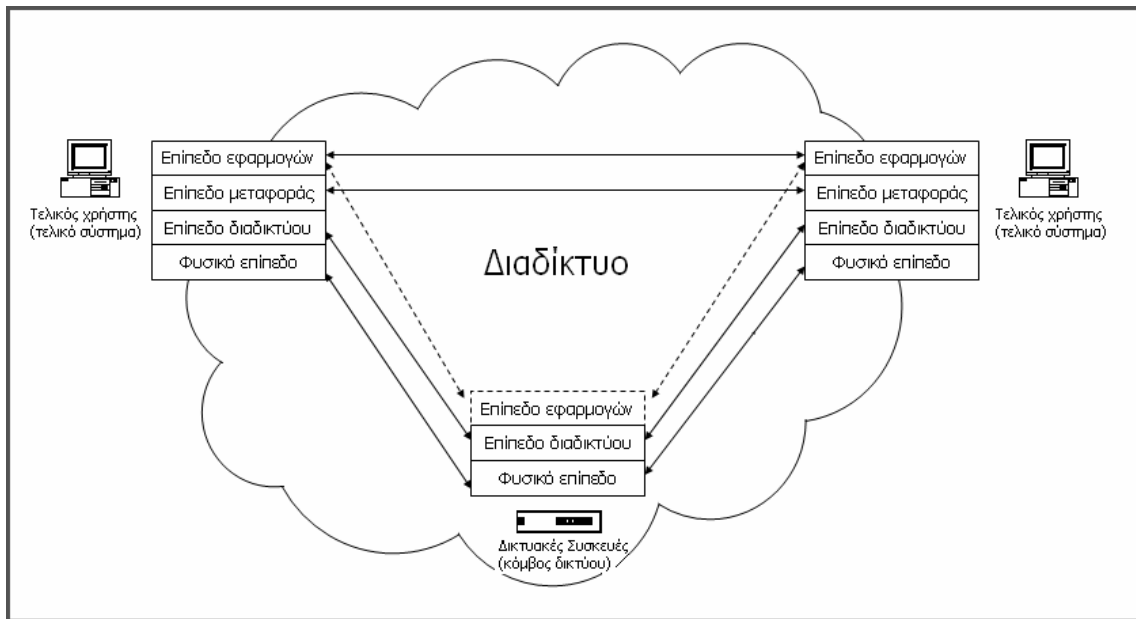 Επίπεδο εφαρμογών
Επίπεδο μεταφοράς
Επίπεδο διαδικτύου
Φυσικό επίπεδο
Τελικός χρήστης
(τελικό σύστημα)
Διαδίκτυο
Επίπεδο εφαρμογών
Επίπεδο μεταφοράς
Επίπεδο διαδικτύου
Φυσικό επίπεδο
Τελικός χρήστης
(τελικό σύστημα)
Επίπεδο εφαρμογών
Επίπεδο διαδικτύου
Φυσικό επίπεδο
Δικτυακές Συσκευές
(κόμβος δικτύου)